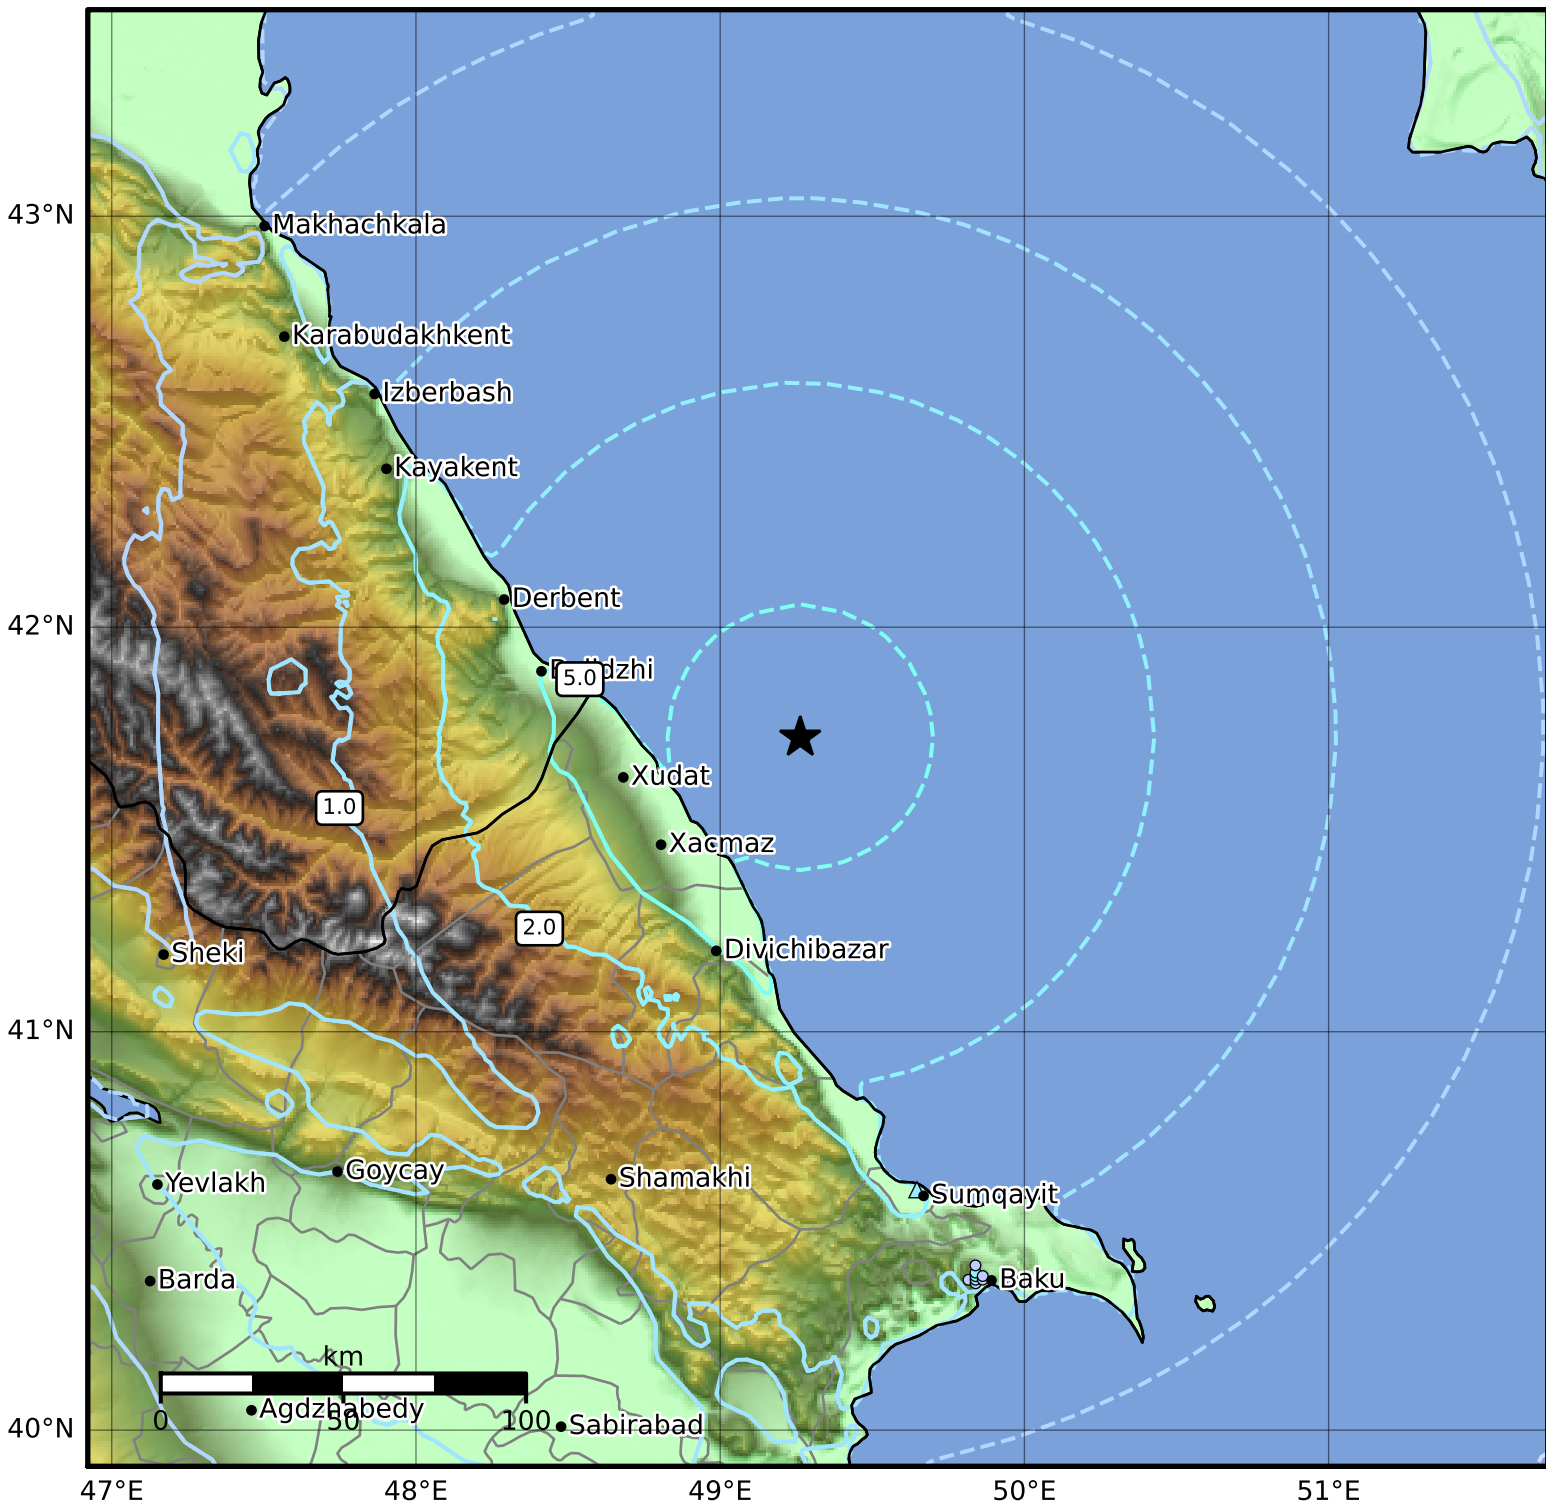 43°N
Makhachkala
Karabudakhkent
Izberbash
Kayakent
42°N
Derbent
5.0
Xudat
1.0
Xacmaz
2.0
Sheki
Divichibazar
41°N
Goycay
Shamakhi
Yevlakh
Sumqayit
Barda
Baku
km
0 50 100
Agdzhabedy
Sabirabad
40°N
47°E 48°E 49°E 50°E 51°E